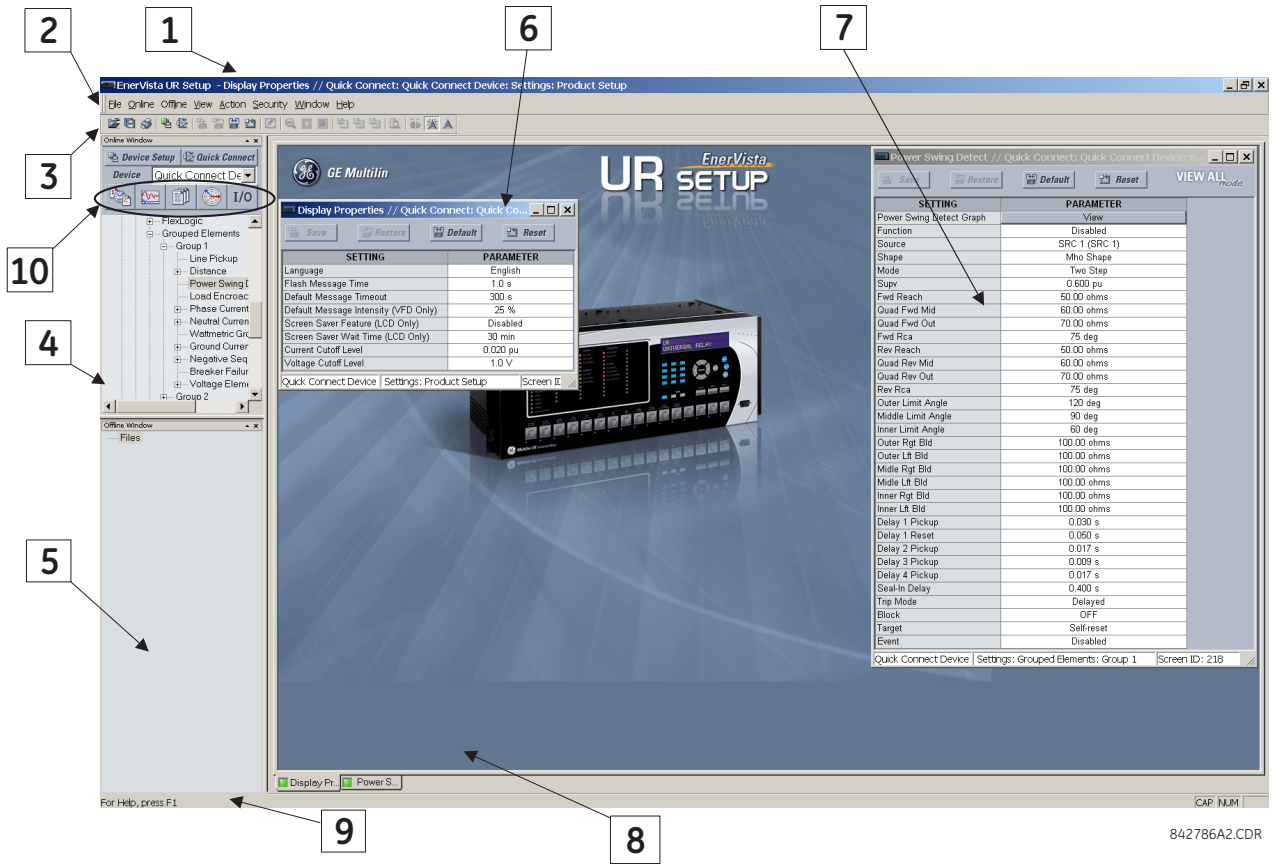 2
1
6
7
EnerVista UR Setup - Display Properties // Quick Connect: Quick Connect Device: Settings: Product Setup
File Online Offline View Action Security Window Help
3
Online Window
Device Setup Quick Connect
Device Quick Connect De
I/O
10
FlexLogic
Grouped Elements
Group 1
Line Pickup
Distance
Power Swing D
Load Encroac
Phase Current
Neutral Curren
Wattmetric Gro
Ground Currer
Negative Seq
Breaker Failur
Voltage Eleme
Group 2
4
Offline Window
Files
5
GE Multilin
EnerVista
UR SETUP
Display Properties // Quick Connect: Quick Co...
Save Restore Default Reset
SETTING PARAMETER
Language English
Flash Message Time 1.0 s
Default Message Timeout 300 s
Default Message Intensity (VFD Only) 25 %
Screen Saver Feature (LCD Only) Disabled
Screen Saver Wait Time (LCD Only) 30 min
Current Cutoff Level 0.020 pu
Voltage Cutoff Level 1.0 V
Quick Connect Device Settings: Product Setup Screen ID
UR
UNIVERSAL RELAY
Power Swing Detect // Quick Connect: Quick Connect Device: S...
Save Restore Default Reset VIEW ALL mode
SETTING PARAMETER
Power Swing Detect Graph View
Function Disabled
Source SRC 1 (SRC 1)
Shape Mho Shape
Mode Two Step
Supv 0.600 pu
Fwd Reach 50.00 ohms
Quad Fwd Mid 60.00 ohms
Quad Fwd Out 70.00 ohms
Fwd Rca 75 deg
Rev Reach 50.00 ohms
Quad Rev Mid 60.00 ohms
Quad Rev Out 70.00 ohms
Rev Rca 75 deg
Outer Limit Angle 120 deg
Middle Limit Angle 90 deg
Inner Limit Angle 60 deg
Outer Rgt Bld 100.00 ohms
Outer Lft Bld 100.00 ohms
Midle Rgt Bld 100.00 ohms
Midle Lft Bld 100.00 ohms
Inner Rgt Bld 100.00 ohms
Inner Lft Bld 100.00 ohms
Delay 1 Pickup 0.030 s
Delay 1 Reset 0.050 s
Delay 2 Pickup 0.017 s
Delay 3 Pickup 0.009 s
Delay 4 Pickup 0.017 s
Seal-In Delay 0.400 s
Trip Mode Delayed
Block OFF
Target Self-reset
Event Disabled
Quick Connect Device Settings: Grouped Elements: Group 1 Screen ID: 218
Display Pr... Power S...
For Help, press F1
CAP NUM
9
8
842786A2.CDR